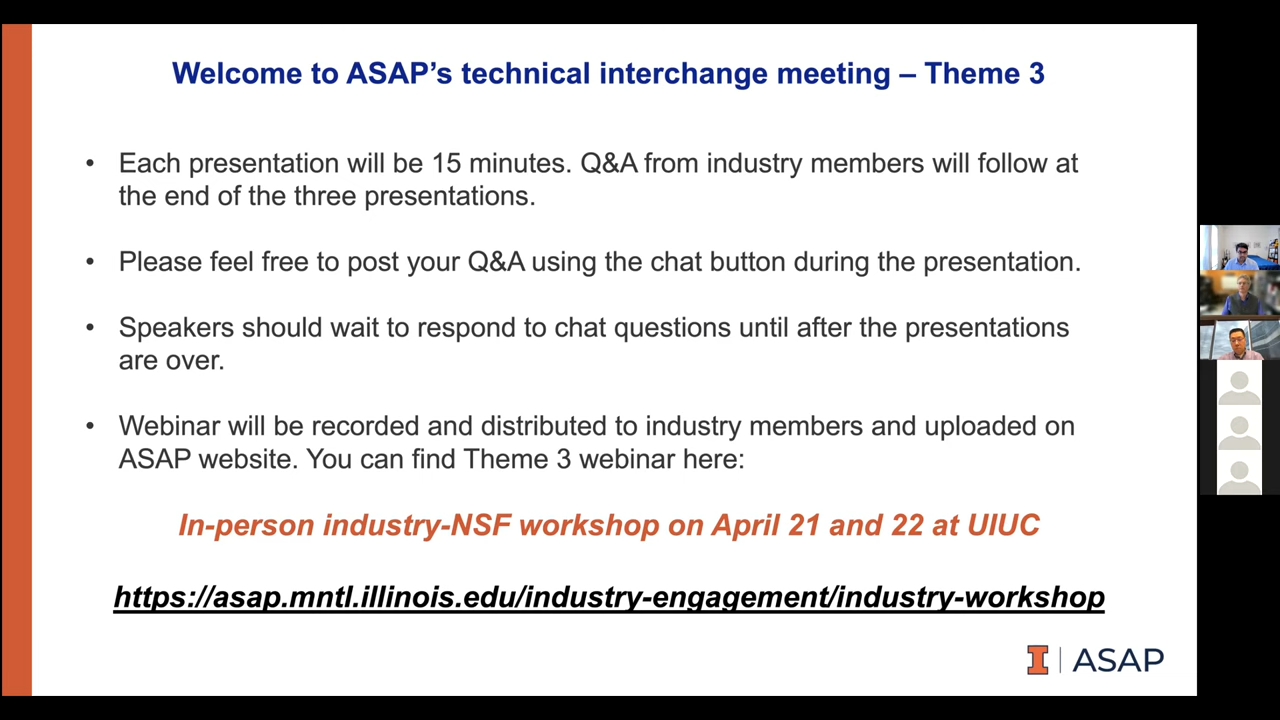 Welcome to ASAP’s technical interchange meeting – Theme 3
• Each presentation will be 15 minutes. Q&A from industry members will follow at
the end of the three presentations.
• Please feel free to post your Q&A using the chat button during the presentation.
• Speakers should wait to respond to chat questions until after the presentations
are over.
• Webinar will be recorded and distributed to industry members and uploaded on
ASAP website. You can find Theme 3 webinar here:
In-person industry-NSF workshop on April 21 and 22 at UIUC
https://asap.mntl.illinois.edu/industry-engagement/industry-workshop
I | ASAP